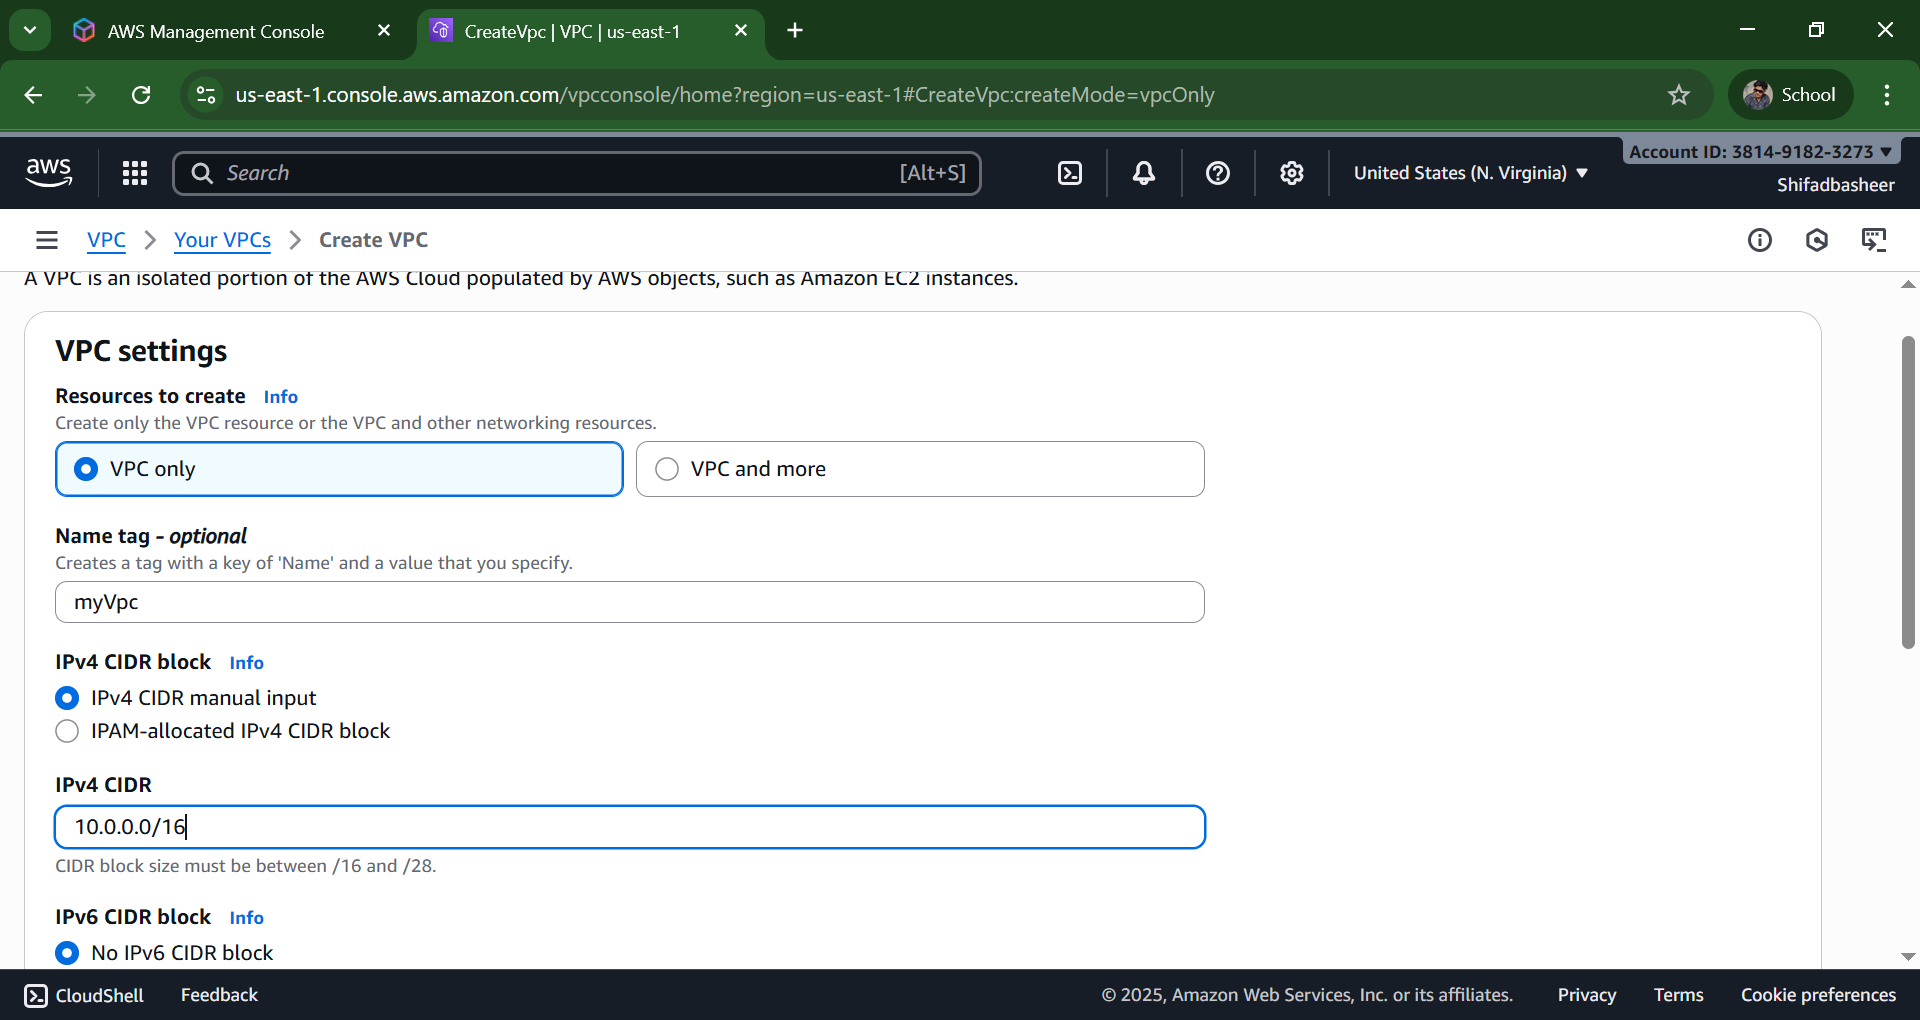 AWS Management Console
CreateVpc | VPC | us-east-1
us-east-1.console.aws.amazon.com/vpcconsole/home?region=us-east-1#CreateVpc:createMode=vpcOnly
School
aws
Search
[Alt+S]
United States (N. Virginia)
Account ID: 3814-9182-3273
Shifadbasheer
VPC
Your VPCs
Create VPC
A VPC is an isolated portion of the AWS Cloud populated by AWS objects, such as Amazon EC2 instances.
VPC settings
Resources to create Info
Create only the VPC resource or the VPC and other networking resources.
VPC only
VPC and more
Name tag - optional
Creates a tag with a key of 'Name' and a value that you specify.
myVpc
IPv4 CIDR block Info
IPv4 CIDR manual input
IPAM-allocated IPv4 CIDR block
IPv4 CIDR
10.0.0.0/16
CIDR block size must be between /16 and /28.
IPv6 CIDR block Info
No IPv6 CIDR block
CloudShell
Feedback
© 2025, Amazon Web Services, Inc. or its affiliates.
Privacy
Terms
Cookie preferences